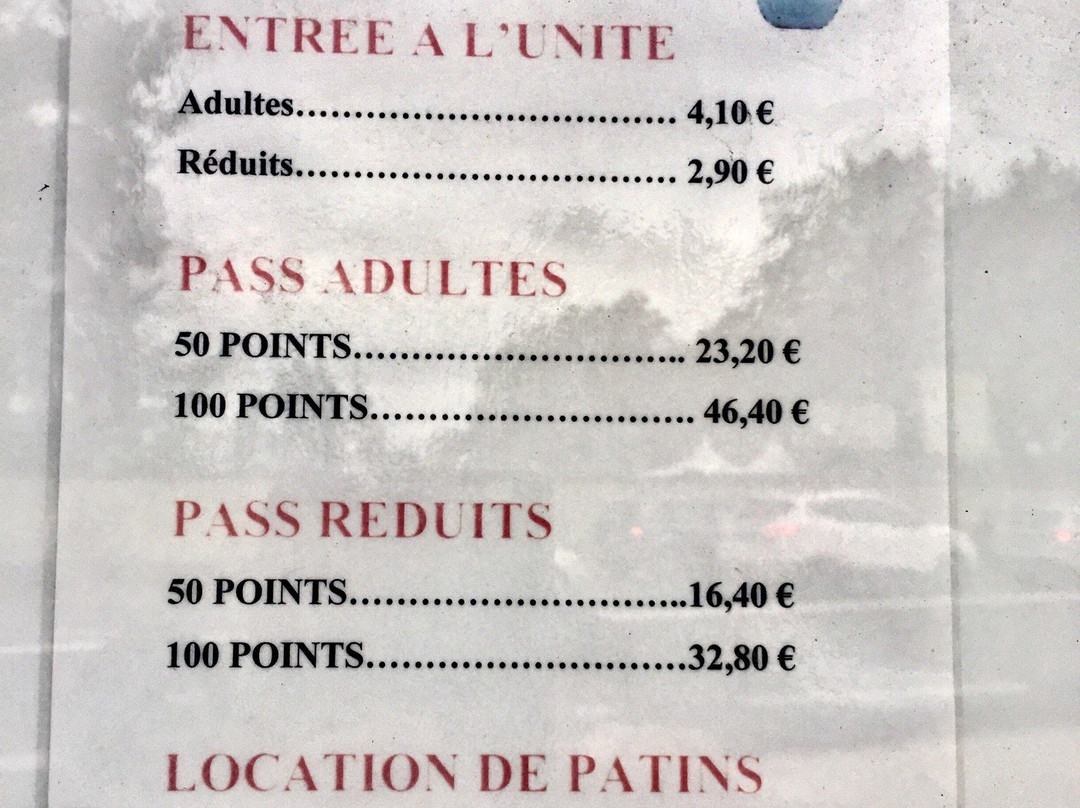 ENTREE A L'UNITE
Adultes................................ 4,10 €
Réduits................................ 2,90 €
PASS ADULTES
50 POINTS............................ 23,20 €
100 POINTS........................... 46,40 €
PASS REDUITS
50 POINTS.............................16,40 €
100 POINTS...........................32,80 €
LOCATION DE PATINS